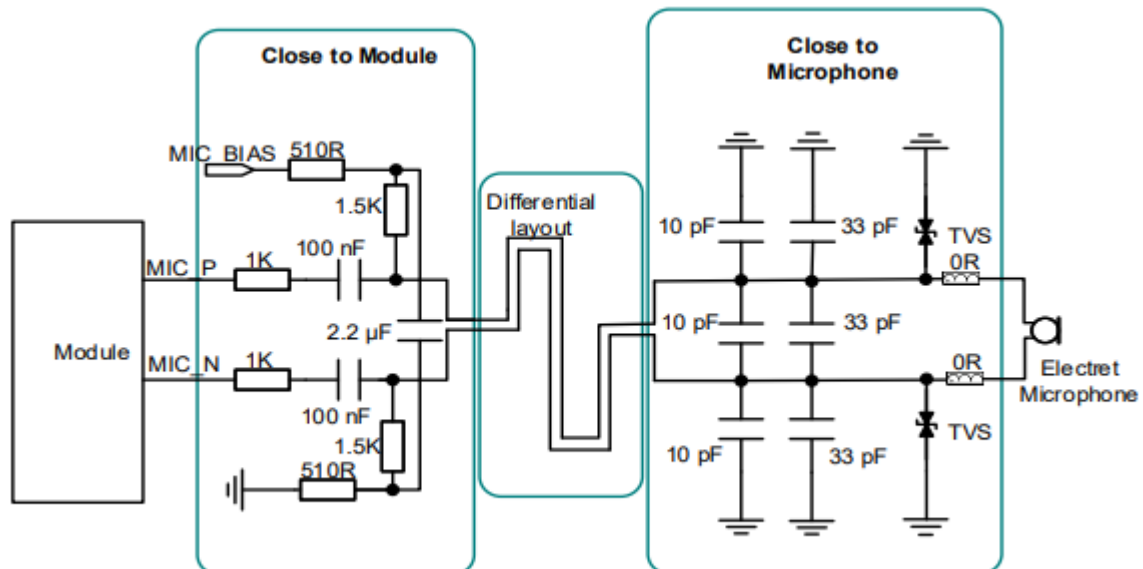 Close to Module
Close to
Microphone
MIC_BIAS
510R
1.5K
Differential
layout
10 pF
33 pF
TVS
100 nF
MIC_P
1K
0R
2.2 µF
10 pF
33 pF
Module
MIC_N
1K
0R
Electret
Microphone
100 nF
1.5K
10 pF
33 pF
TVS
510R